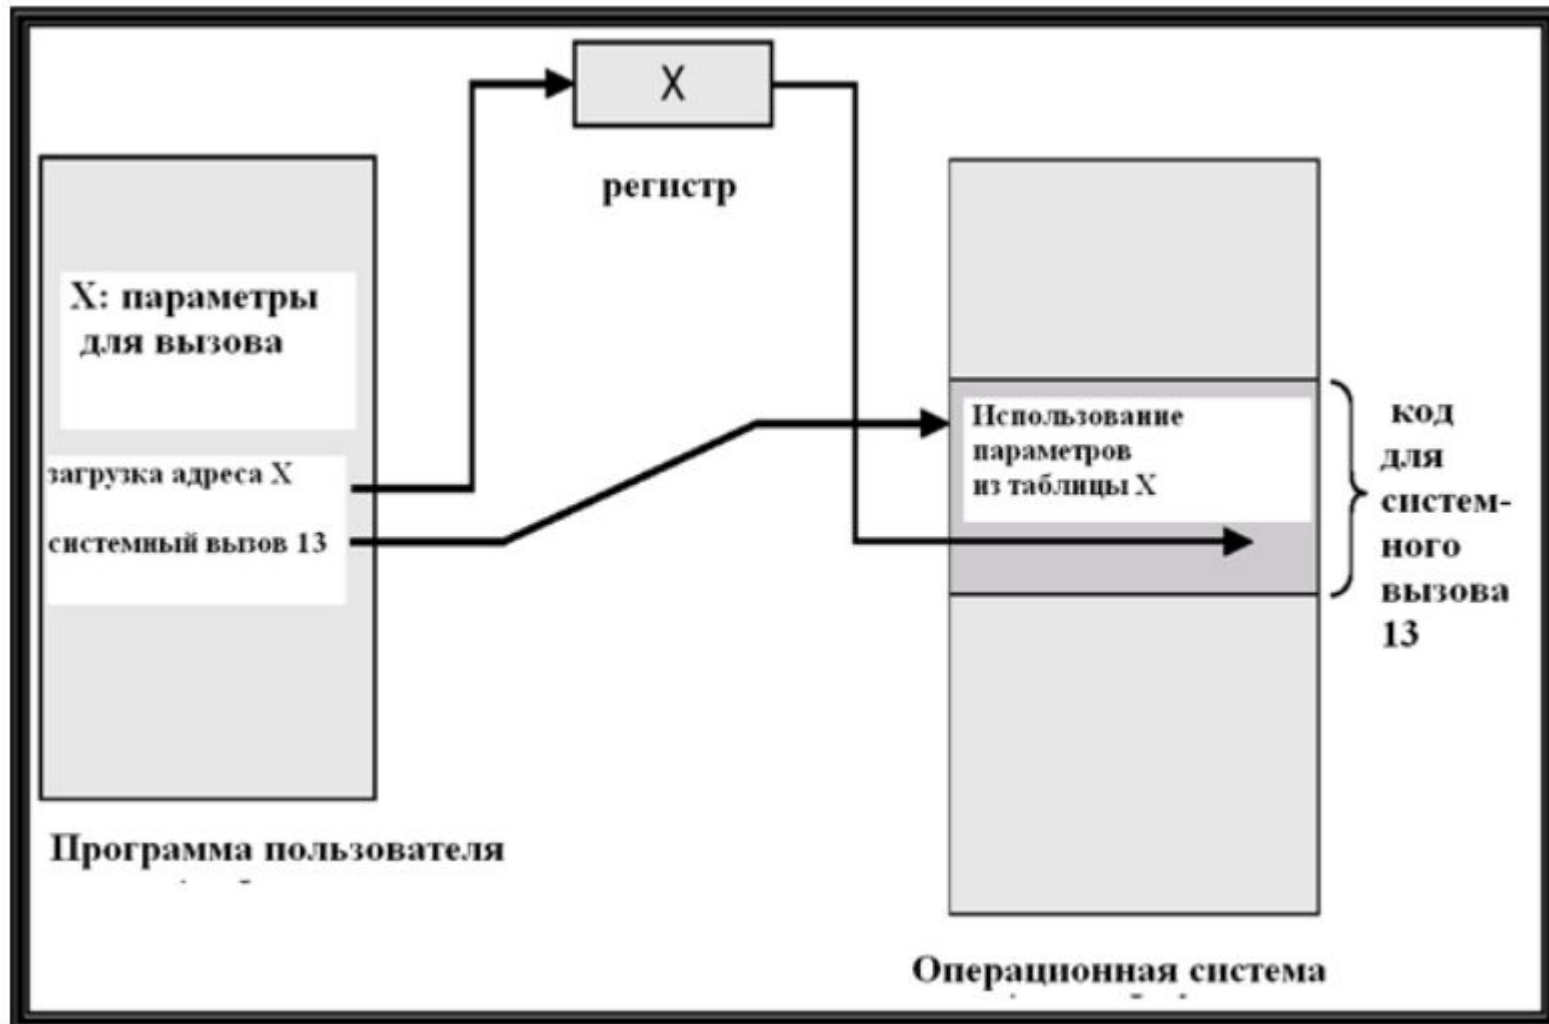 X
регистр
X: параметры
для вызова
загрузка адреса X
системный вызов 13
Программа пользователя
Использование
параметров
из таблицы X
код
для
систем-
ного
вызова
13
Операционная система